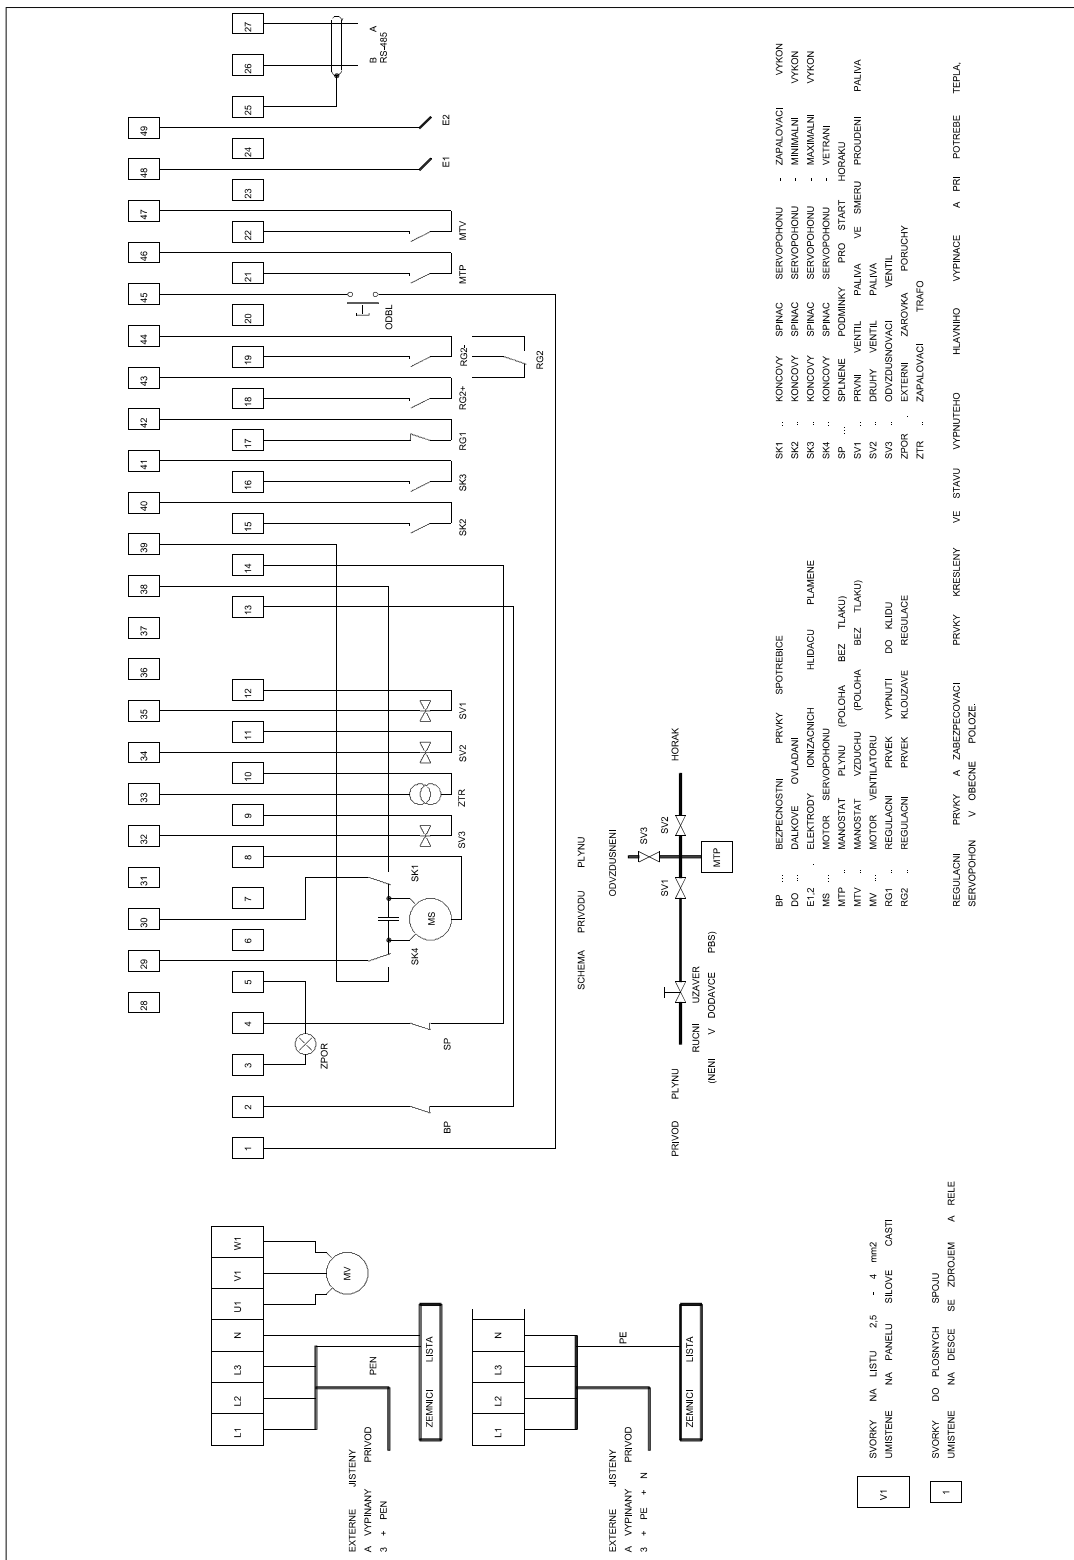 27
26
25
24
23
22
21
20
19
18
17
16
15
14
13
12
11
10
9
8
7
6
5
4
3
2
1
49
48
47
46
45
44
43
42
41
40
39
38
37
36
35
34
33
32
31
30
29
28
A
B
RS-485
E2
E1
MTV
MTP
ODBL
RG2-
RG2+
RG2
RG1
SK3
SK2
SV1
SV2
ZTR
SV3
SK1
MS
SK4
SP
ZPOR
BP
W1
V1
U1
N
L3
L2
L1
MV
PEN
ZEMNICI LISTA
EXTERNE JISTENY
A VYPINANY PRIVOD
3 + PEN
N
L3
L2
L1
PE
ZEMNICI LISTA
EXTERNE JISTENY
A VYPINANY PRIVOD
3 + PE + N
SCHEMA PRIVODU PLYNU
ODVZDUSNENI
HORAK
SV3
SV2
SV1
MTP
RUCNI UZAVER
(NENI V DODAVCE PBS)
PRIVOD PLYNU
BP ... BEZPECNOSTNI PRVKY SPOTREBICE
DO ... DALKOVE OVLADANI
E1.2 . ELEKTRODY IONIZACNICH HLIDACU PLAMENE
MS ... MOTOR SERVOPOHONU
MTP .. MANOSTAT PLYNU (POLOHA BEZ TLAKU)
MTV .. MANOSTAT VZDUCHU (POLOHA BEZ TLAKU)
MV ... MOTOR VENTILATORU
RG1 .. REGULACNI PRVEK VYPNUTI DO KLIDU
RG2 .. REGULACNI PRVEK KLOUZAVE REGULACE
SK1 .. KONCOVY SPINAC SERVOPOHONU - ZAPALOVACI VYKON
SK2 .. KONCOVY SPINAC SERVOPOHONU - MINIMALNI VYKON
SK3 .. KONCOVY SPINAC SERVOPOHONU - MAXIMALNI VYKON
SK4 .. KONCOVY SPINAC SERVOPOHONU - VETRANI
SP ... SPLNENE PODMINKY PRO START HORAKU
SV1 .. PRVNI VENTIL PALIVA VE SMERU PROUDENI PALIVA
SV2 .. DRUHY VENTIL PALIVA
SV3 .. ODVZDUSNOVACI VENTIL
ZPOR . EXTERNI ZAROVKA PORUCHY
ZTR .. ZAPALOVACI TRAFO
REGULACNI PRVKY A ZABEZPECOVACI PRVKY KRESLENY VE STAVU VYPNUTEHO HLAVNIHO VYPINACE A PRI POTREBE TEPLA,
SERVOPOHON V OBECNE POLOZE.
V1
SVORKY NA LISTU 2,5 - 4 mm2
UMISTENE NA PANELU SILOVE CASTI
1
SVORKY DO PLOSNYCH SPOJU
UMISTENE NA DESCE SE ZDROJEM A RELE